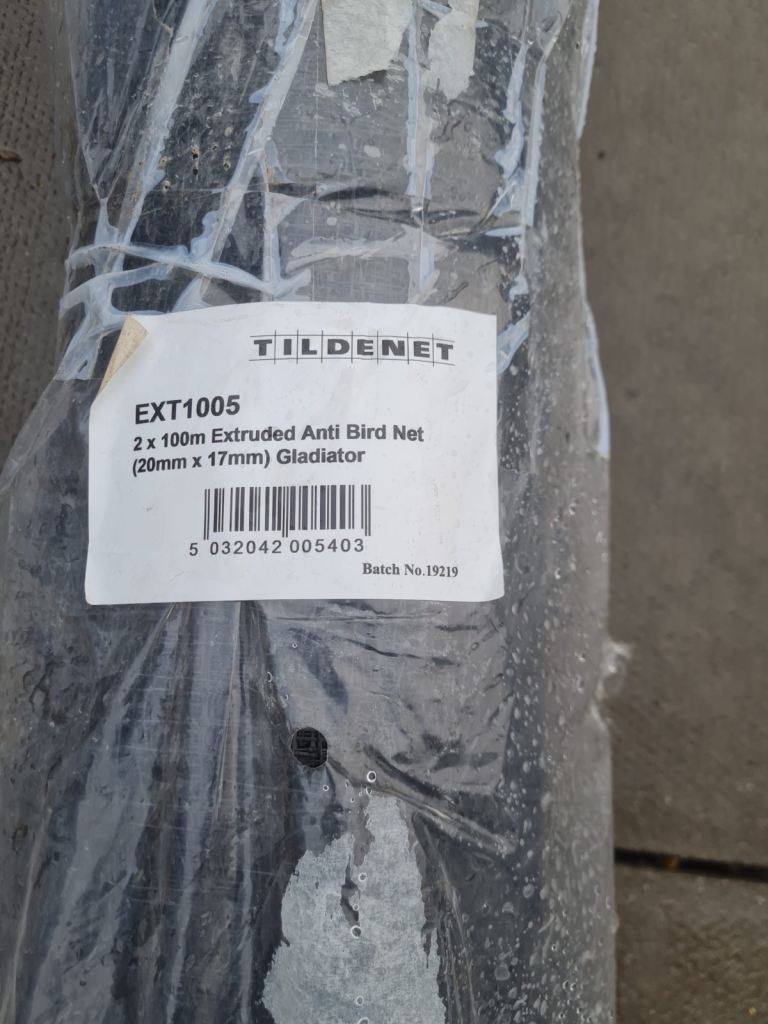 TILDENET
EXT1005
2 x 100m Extruded Anti Bird Net
(20mm x 17mm) Gladiator
5 032042 005403
Batch No.19219